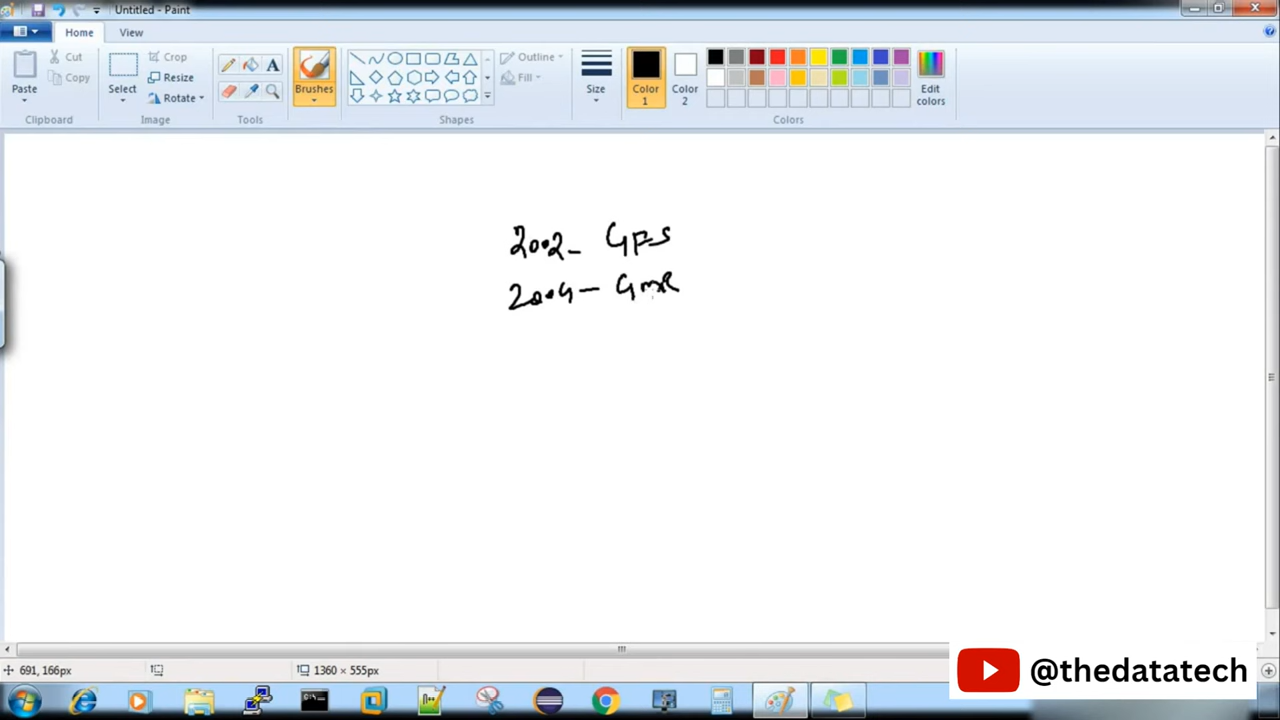 Untitled - Paint
Home
View
Paste
Cut
Copy
Clipboard
Select
Crop
Resize
Rotate
Image
A
Tools
Brushes
Outline
Fill
Shapes
Size
Color 1
Color 2
Edit colors
Colors
2002- GFS
2004 - GMR
691, 166px
1360 × 555px
@thedatatech